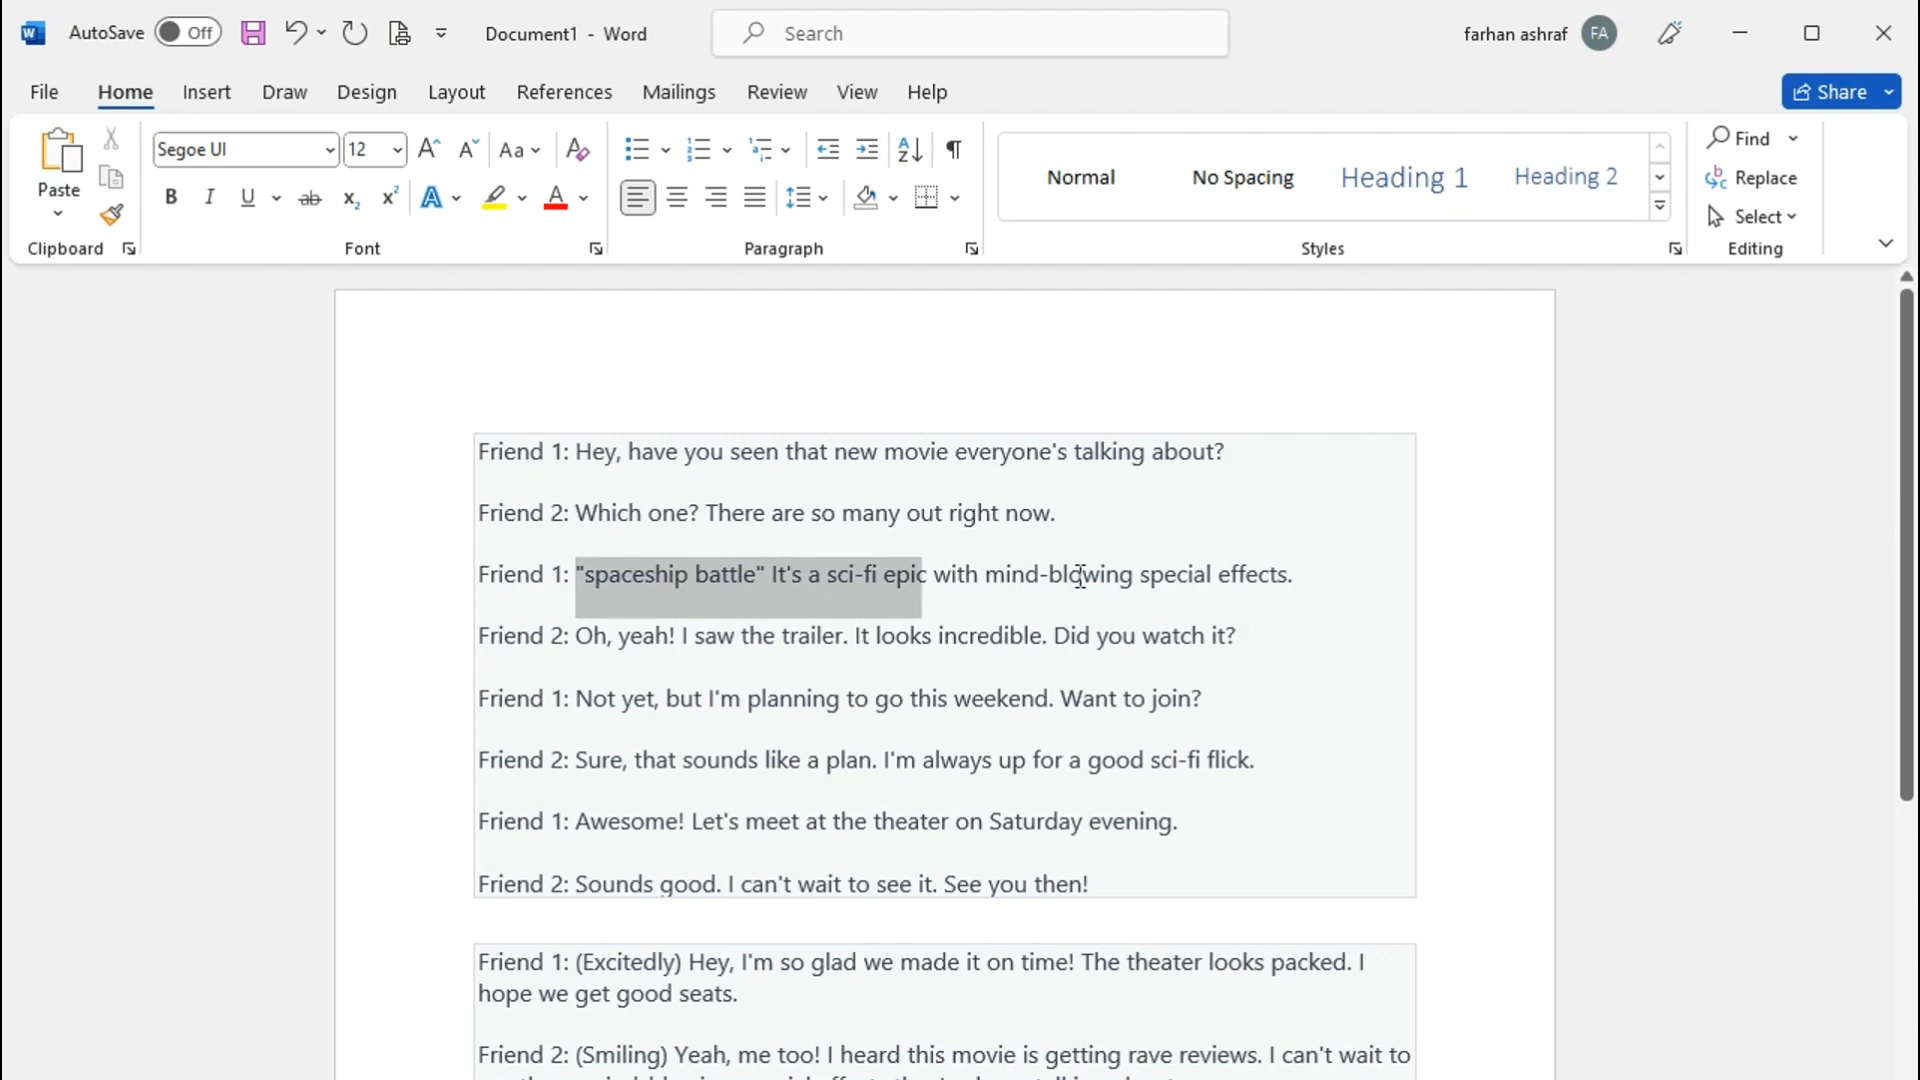 AutoSave Off Document1 - Word Search farhan ashraf FA
File Home Insert Draw Design Layout References Mailings Review View Help Share
Segoe UI 12 Aa Find
Paste Normal No Spacing Heading 1 Heading 2 Replace
B I U ab x₂ x² A A Select
Clipboard Font Paragraph Styles Editing
Friend 1: Hey, have you seen that new movie everyone's talking about?
Friend 2: Which one? There are so many out right now.
Friend 1: "spaceship battle" It's a sci-fi epic with mind-blowing special effects.
Friend 2: Oh, yeah! I saw the trailer. It looks incredible. Did you watch it?
Friend 1: Not yet, but I'm planning to go this weekend. Want to join?
Friend 2: Sure, that sounds like a plan. I'm always up for a good sci-fi flick.
Friend 1: Awesome! Let's meet at the theater on Saturday evening.
Friend 2: Sounds good. I can't wait to see it. See you then!
Friend 1: (Excitedly) Hey, I'm so glad we made it on time! The theater looks packed. I
hope we get good seats.
Friend 2: (Smiling) Yeah, me too! I heard this movie is getting rave reviews. I can't wait to